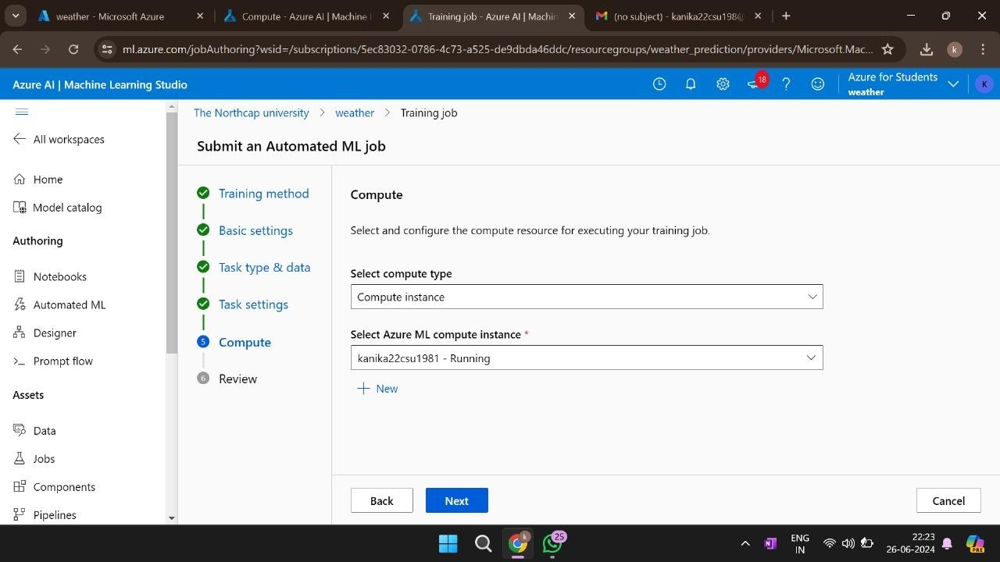 weather - Microsoft Azure
Compute - Azure AI | Machine L
Training job - Azure AI | Machin
(no subject) - kanika22csu198@
ml.azure.com/jobAuthoring?wsid=/subscriptions/5ec83032-0786-4c73-a525-de9dbda46ddc/resourcegroups/weather_prediction/providers/Microsoft.Mac...
k
Azure AI | Machine Learning Studio
18
Azure for Students
weather
K
All workspaces
Home
Model catalog
Authoring
Notebooks
Automated ML
Designer
Prompt flow
Assets
Data
Jobs
Components
Pipelines
The Northcap university > weather > Training job
Submit an Automated ML job
Training method
Basic settings
Task type & data
Task settings
5 Compute
6 Review
Compute
Select and configure the compute resource for executing your training job.
Select compute type
Compute instance
Select Azure ML compute instance *
kanika22csu1981 - Running
+ New
Back
Next
Cancel
k
25
ENG
IN
22:23
26-06-2024
PRE